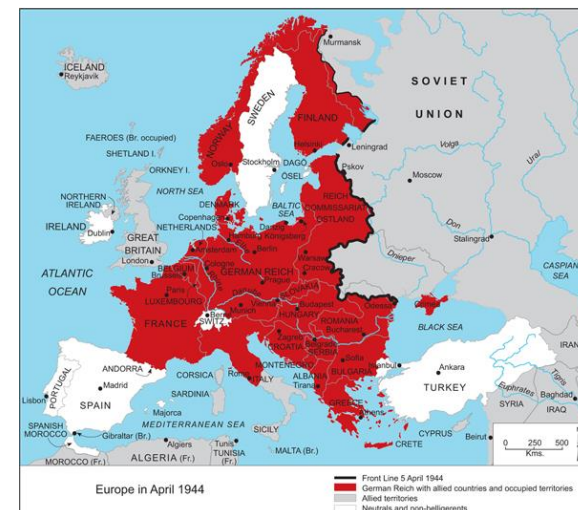 Murmansk
ICELAND
Reykjavik
SOVIET
UNION
SWEDEN
FINLAND
NORWAY
FAEROES (Br. occupied)
SHETLAND I.
ORKNEY I.
Helsinki
Leningrad
Oslo
Stockholm
DAGÖ
ÖSEL
Pskov
Volga
Ural
Moscow
NORTH SEA
BALTIC
SEA
NORTHERN
IRELAND
DENMARK
Copenhagen
REICH
COMMISSARIAT
OSTLAND
IRELAND
Dublin
NETHERLANDS
Danzig
Königsberg
Hamburg
GREAT
BRITAIN
London
Amsterdam
Berlin
Warsaw
Don
Stalingrad
BELGIUM
Brussels
Cologne
GERMAN REICH
Cracow
Prague
Dnieper
CASPIAN
SEA
ATLANTIC
OCEAN
Paris
LUXEMBOURG
Danube
SLOVAKIA
Vienna
Munich
Budapest
HUNGARY
Odessa
Crimea
FRANCE
Bern
SWITZ
ROMANIA
Bucharest
Zagreb
CROATIA
Belgrade
SERBIA
BLACK SEA
IRAN
ANDORRA
CORSICA
Rome
ITALY
MONTENEGRO
Sofia
BULGARIA
ALBANIA
Tirana
Istanbul
Ankara
TURKEY
Tigris
PORTUGAL
Madrid
SPAIN
Lisbon
SARDINIA
Majorca
GREECE
Athens
Euphrates
SYRIA
Baghdad
IRAQ
SPANISH
MOROCCO
Gibraltar (Br.)
MEDITERRANEAN SEA
SICILY
CRETE
CYPRUS
Beirut
MOROCCO (Fr.)
Algiers
ALGERIA (Fr.)
Tunis
TUNISIA
(Fr.)
MALTA (Br.)
0 500
Kms.
Europe in April 1944
Front Line 5 April 1944
German Reich with allied countries and occupied territories
Allied territories
Neutrals and non-belligerents